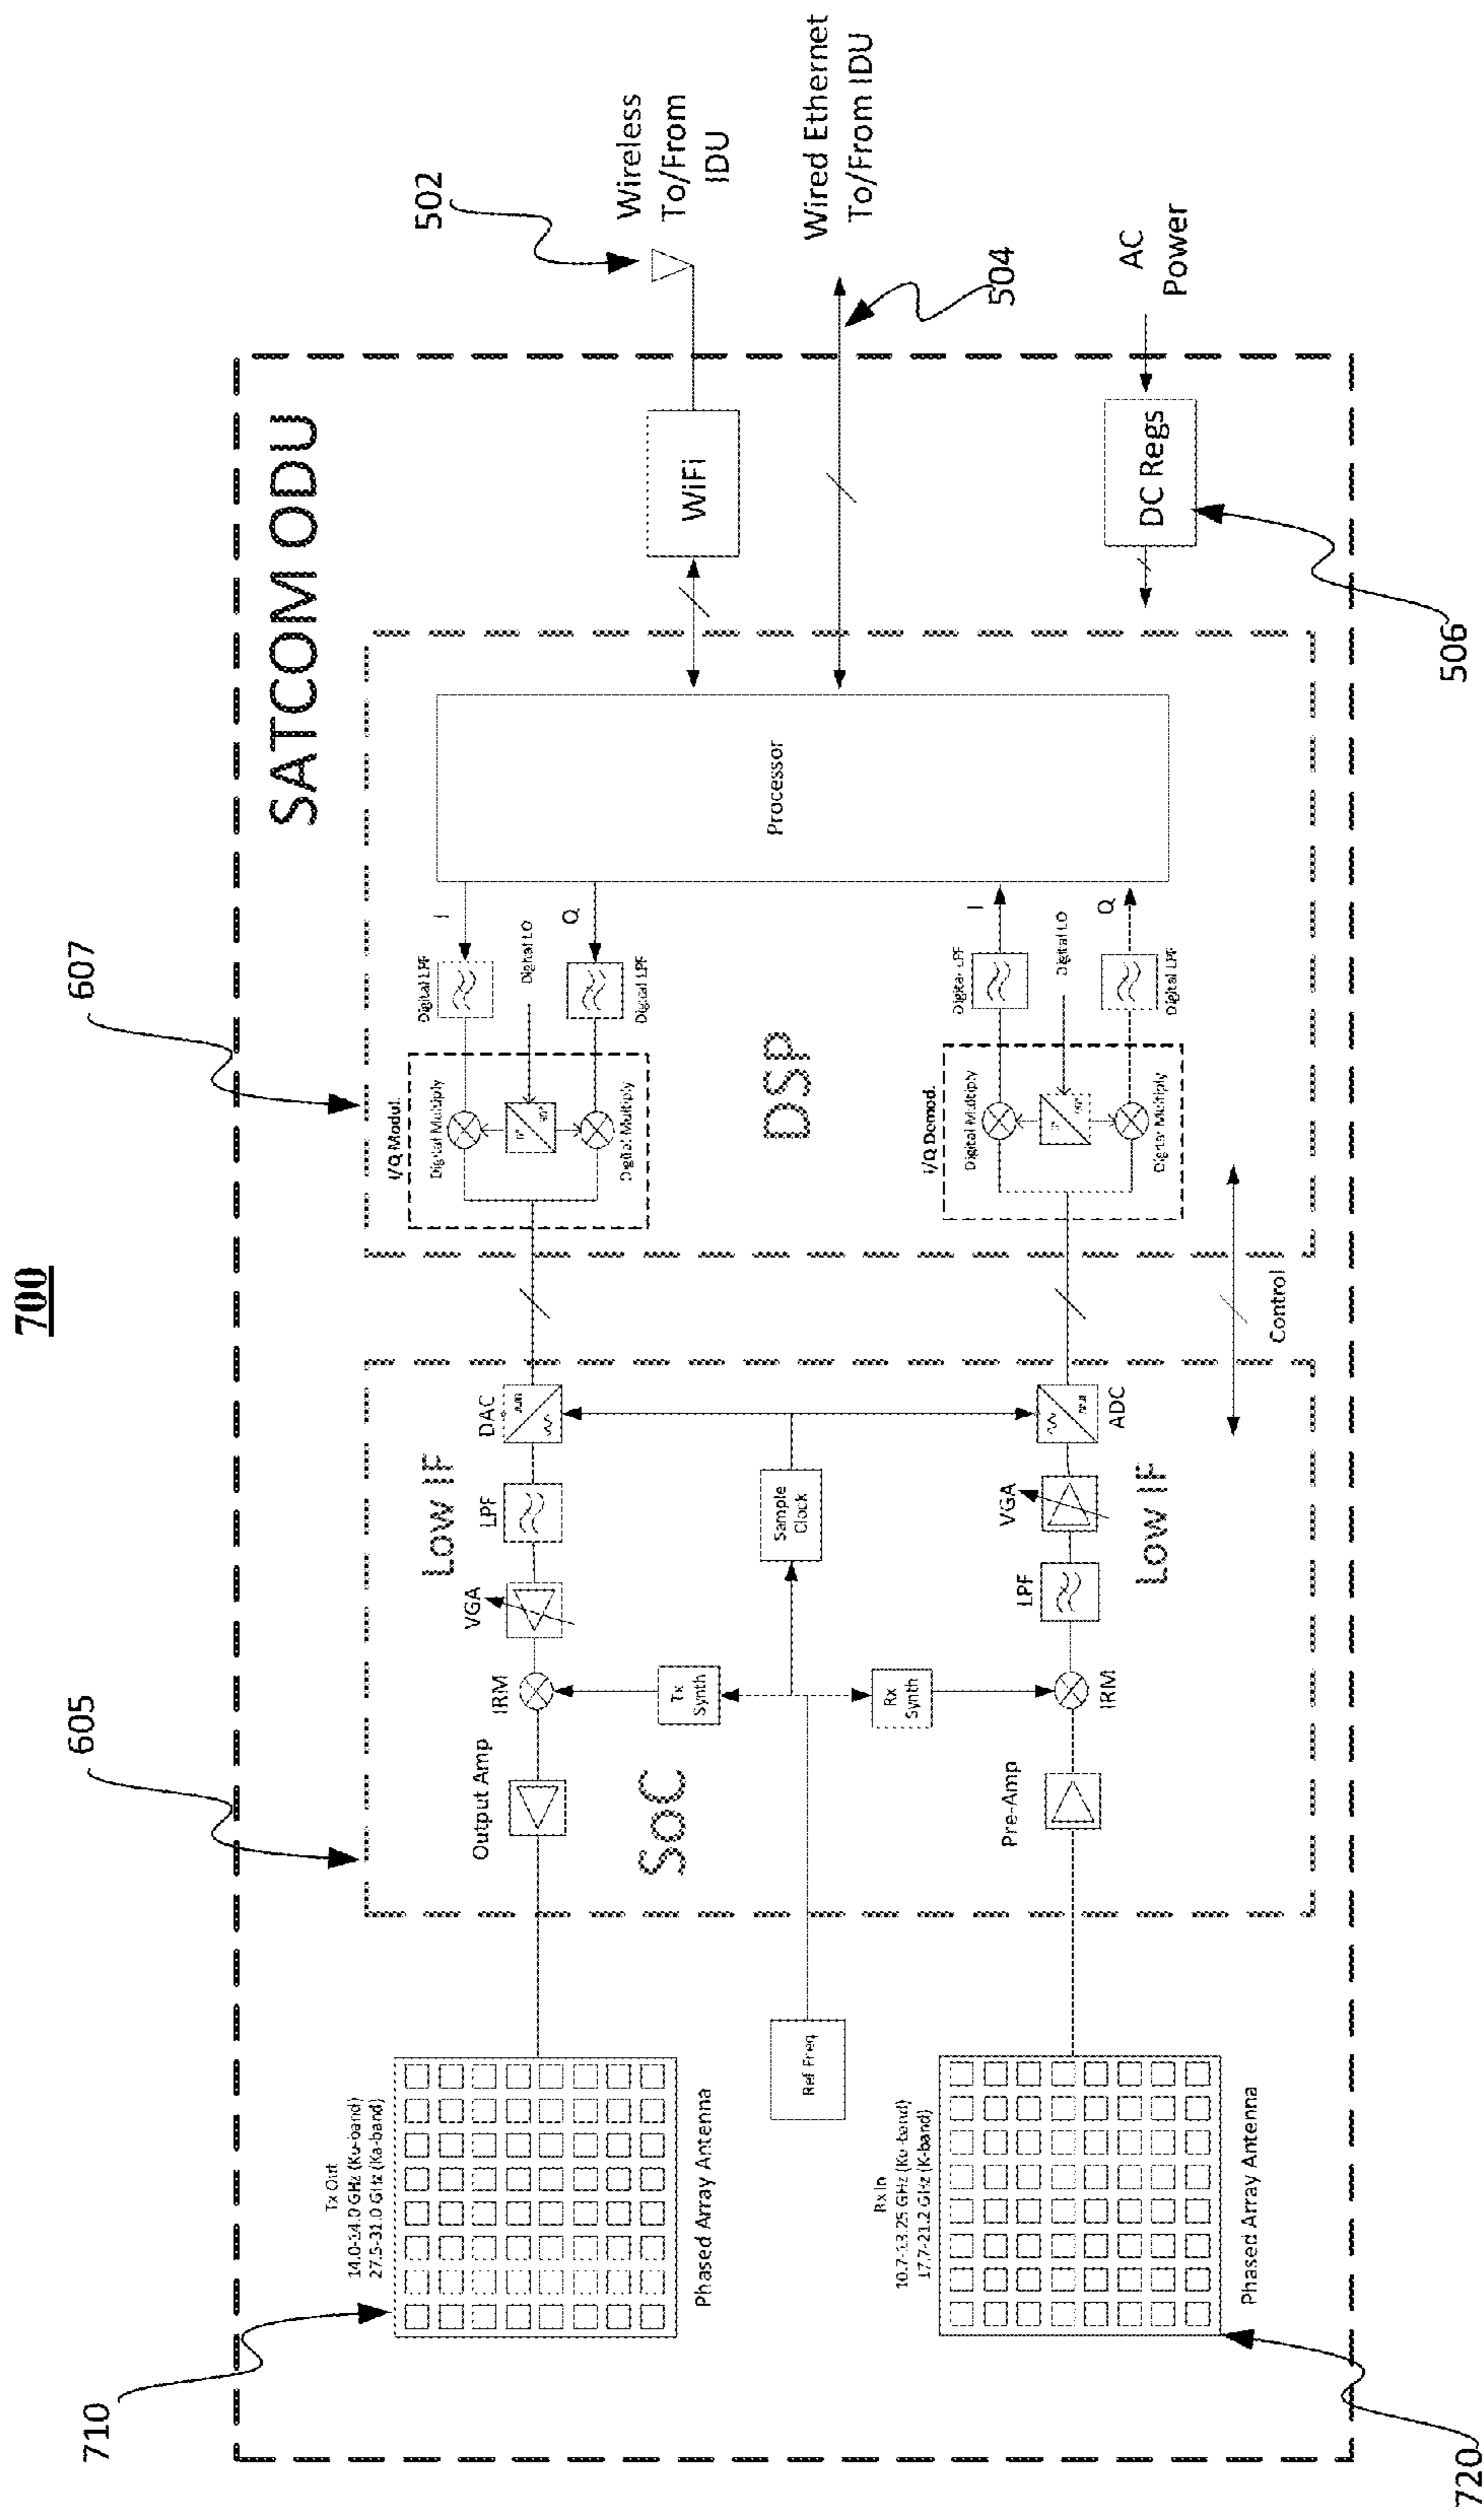 700
SATCOM ODU
607
605
710
720
502
504
506
Wireless
To/From
IDU
Wired Ethernet
To/From IDU
AC
Power
WiFi
DC Regs
Tx Out
14.0-14.0 GHz (Ku-band)
27.5-31.0 GHz (Ka-band)
Phased Array Antenna
Ref Freq
Rx In
10.7-13.25 GHz (Ku-band)
17.7-21.2 GHz (K-band)
Phased Array Antenna
SoC
Output Amp
IRM
VGA
LPF
DAC
LOW IF
Tx
Synth
Rx
Synth
Sample
Clock
Pre-Amp
IRM
LPF
VGA
ADC
LOW IF
Control
DSP
I/Q Modul.
Digital Multiply
Digital Multiply
Digital LPF
Digital LO
Digital LPF
I
Q
I/Q Demod.
Digital Multiply
Digital Multiply
Digital LPF
Digital LO
Digital LPF
I
Q
Processor